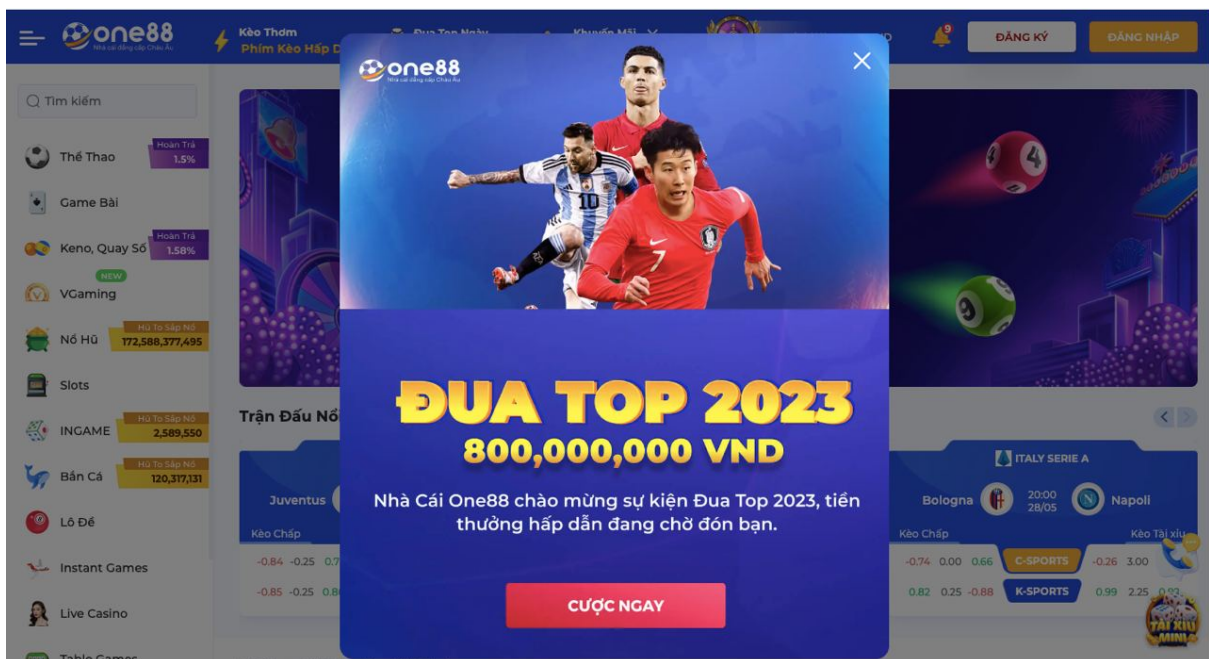 one88
Nhà cái đẳng cấp Châu Âu
Kèo Thơm
Phím Kèo Hấp D
Đua Top Ngày
Khuyến Mãi
9
ĐĂNG KÝ
ĐĂNG NHẬP
Tìm kiếm
Thể Thao
Hoàn Trả
1.5%
Game Bài
Keno, Quay Số
Hoàn Trả
1.58%
NEW
VGaming
Nổ Hũ
Hũ To Sắp Nổ
172,588,377,495
Slots
INGAME
Hũ To Sắp Nổ
2,589,550
Bắn Cá
Hũ To Sắp Nổ
120,317,131
Lô Đề
Instant Games
Live Casino
Table Games
one88
Nhà cái đẳng cấp Châu Âu
10
7
ĐUA TOP 2023
800,000,000 VND
Nhà Cái One88 chào mừng sự kiện Đua Top 2023, tiền
thưởng hấp dẫn đang chờ đón bạn.
CƯỢC NGAY
4
Trận Đấu Nổ
Juventus
Kèo Chấp
-0.84 -0.25 0.7
-0.85 -0.25 0.8
ITALY SERIE A
Bologna
20:00
28/05
Napoli
Kèo Chấp
Kèo Tài xỉu
-0.74 0.00 0.66 C-SPORTS -0.26 3.00
0.82 0.25 -0.88 K-SPORTS 0.99 2.25 0.83
TÀI XỈU
MINI